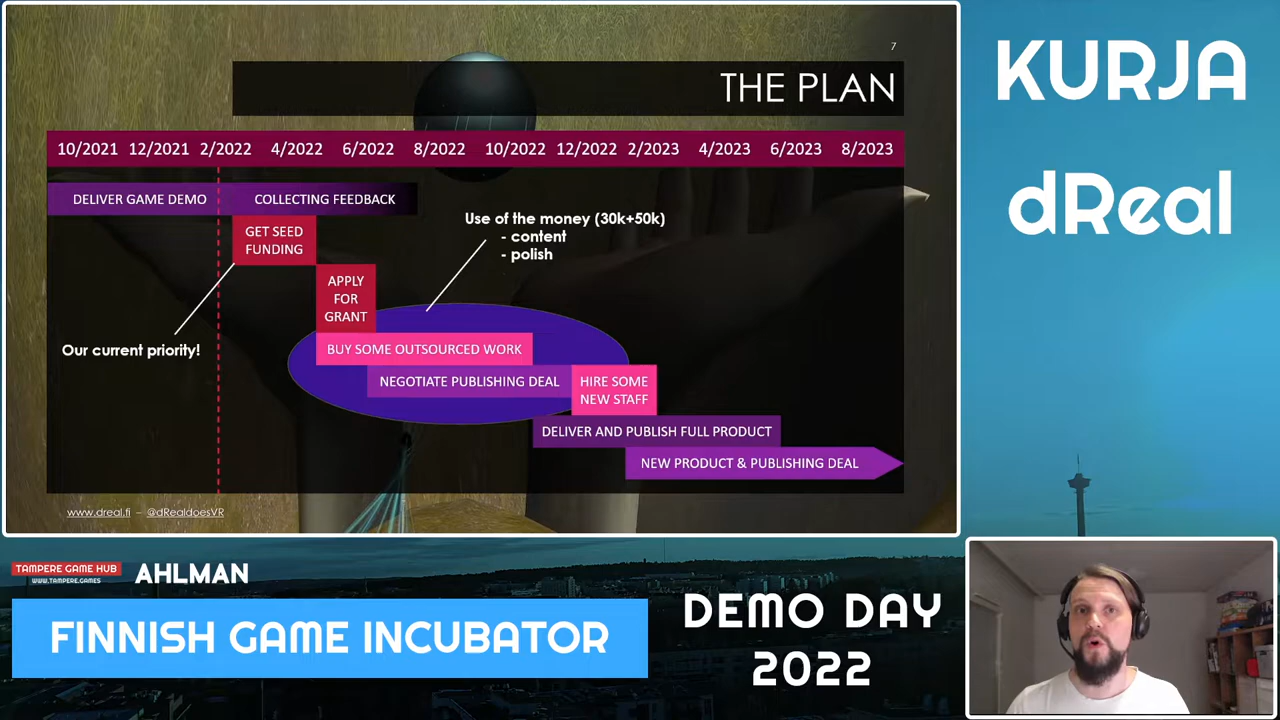 7
THE PLAN
10/2021 12/2021 2/2022 4/2022 6/2022 8/2022 10/2022 12/2022 2/2023 4/2023 6/2023 8/2023
DELIVER GAME DEMO
COLLECTING FEEDBACK
GET SEED
FUNDING
Use of the money (30k+50k)
- content
- polish
APPLY
FOR
GRANT
Our current priority!
BUY SOME OUTSOURCED WORK
NEGOTIATE PUBLISHING DEAL
HIRE SOME
NEW STAFF
DELIVER AND PUBLISH FULL PRODUCT
NEW PRODUCT & PUBLISHING DEAL
www.dreal.fi – @dRealdoesVR
KURJA
dReal
TAMPERE GAME HUB
WWW.TAMPERE.GAMES
AHLMAN
FINNISH GAME INCUBATOR
DEMO DAY
2022